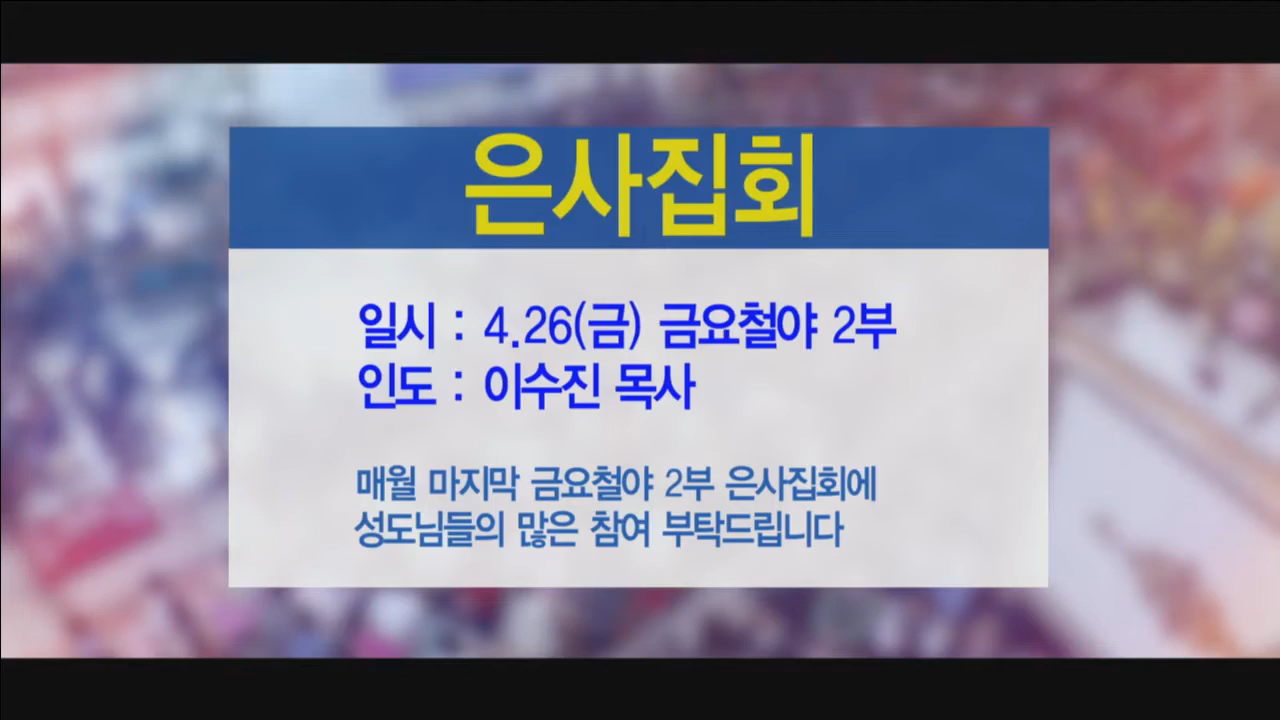 은사집회
일시 : 4.26(금) 금요철야 2부
인도 : 이수진 목사
매월 마지막 금요철야 2부 은사집회에
성도님들의 많은 참여 부탁드립니다